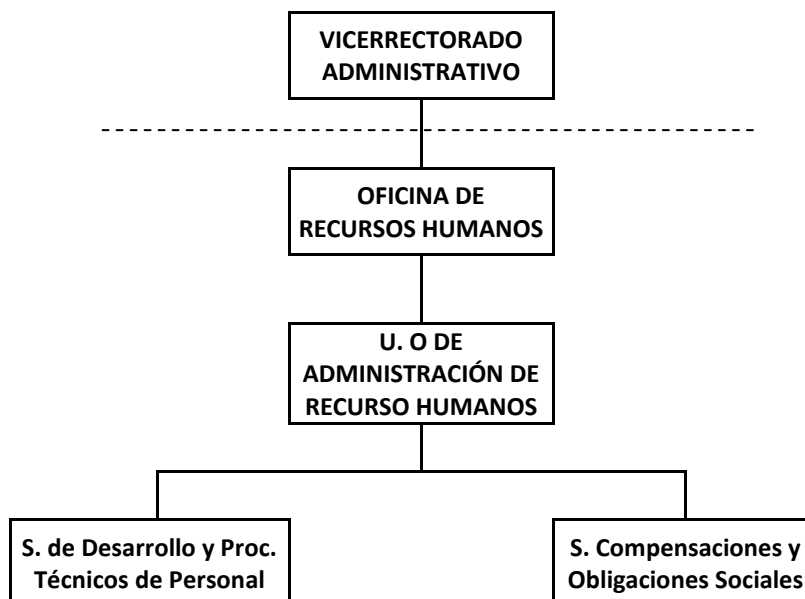 VICERRECTORADO
ADMINISTRATIVO
OFICINA DE
RECURSOS HUMANOS
U. O DE
ADMINISTRACIÓN DE
RECURSO HUMANOS
S. de Desarrollo y Proc.
Técnicos de Personal
S. Compensaciones y
Obligaciones Sociales